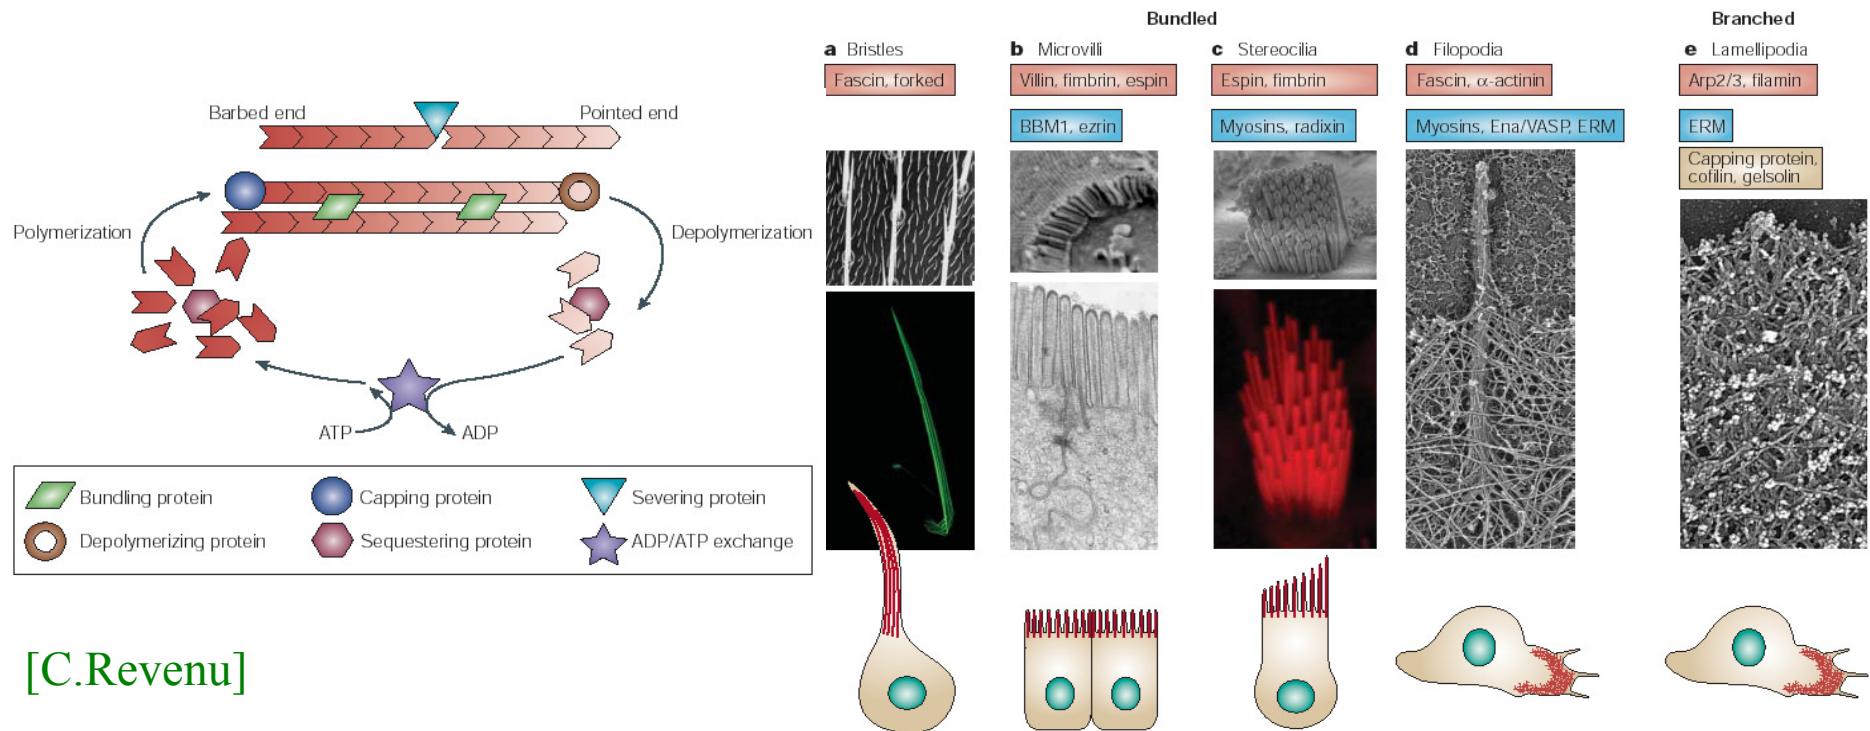 Barbed end
Pointed end
Polymerization
Depolymerization
ATP
ADP
Bundling protein
Capping protein
Severing protein
Depolymerizing protein
Sequestering protein
ADP/ATP exchange
[C.Revenu]
Bundled
Branched
a Bristles
Fascin, forked
b Microvilli
Villin, fimbrin, espin
BBM1, ezrin
c Stereocilia
Espin, fimbrin
Myosins, radixin
d Filopodia
Fascin, α-actinin
Myosins, Ena/VASP, ERM
e Lamellipodia
Arp2/3, filamin
ERM
Capping protein,
cofilin, gelsolin